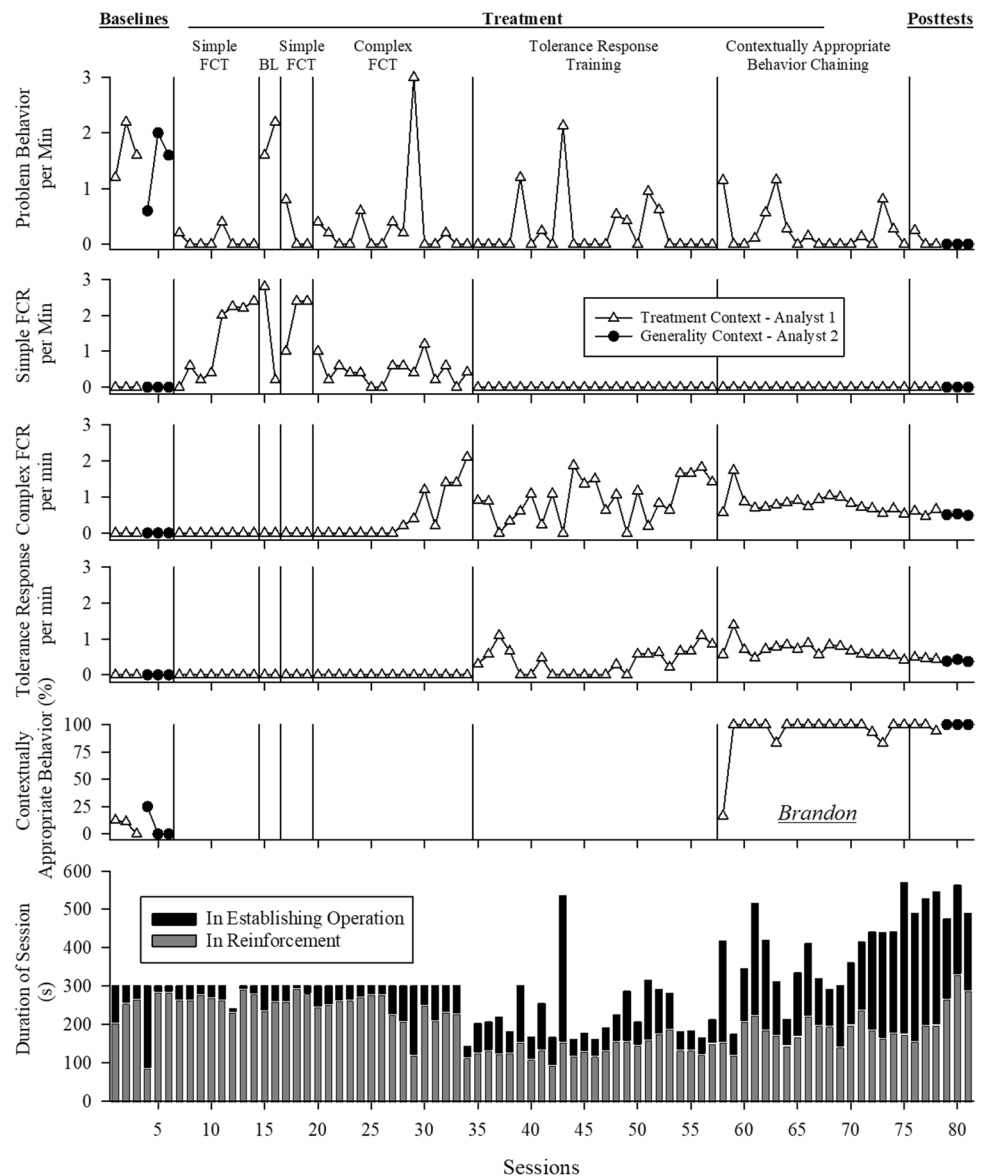 Baselines
Treatment
Posttests
Simple
FCT
BL
Simple
FCT
Complex
FCT
Tolerance Response
Training
Contextually Appropriate
Behavior Chaining
Problem Behavior
per Min
3
2
1
0
Simple FCR
per Min
3
2
1
0
Treatment Context - Analyst 1
Generality Context - Analyst 2
Complex FCR
per min
3
2
1
0
Tolerance Response
per min
3
2
1
0
Contextually
Appropriate Behavior (%)
100
75
50
25
0
Brandon
Duration of Session
(s)
600
500
400
300
200
100
0
In Establishing Operation
In Reinforcement
5 10 15 20 25 30 35 40 45 50 55 60 65 70 75 80
Sessions